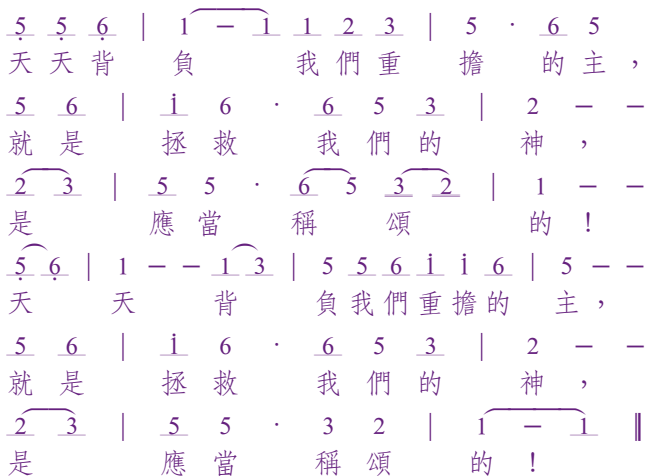 5̣ 5̣ 6̣ | 1 – 1 1 2 3 | 5 · 6 5
天天背 負 我們重 擔 的主，
5 6 | i 6 · 6 5 3 | 2 – –
就是 拯救 我們的 神，
2 3 | 5 5 · 6 5 3 2 | 1 – –
是 應當 稱 頌 的！
5̣ 6̣ | 1 – – 1 3 | 5 5 6 i i 6 | 5 – –
天 天 背 負我們重擔的 主，
5 6 | i 6 · 6 5 3 | 2 – –
就是 拯救 我們的 神，
2 3 | 5 5 · 3 2 | 1 – 1 ‖
是 應當 稱頌 的！